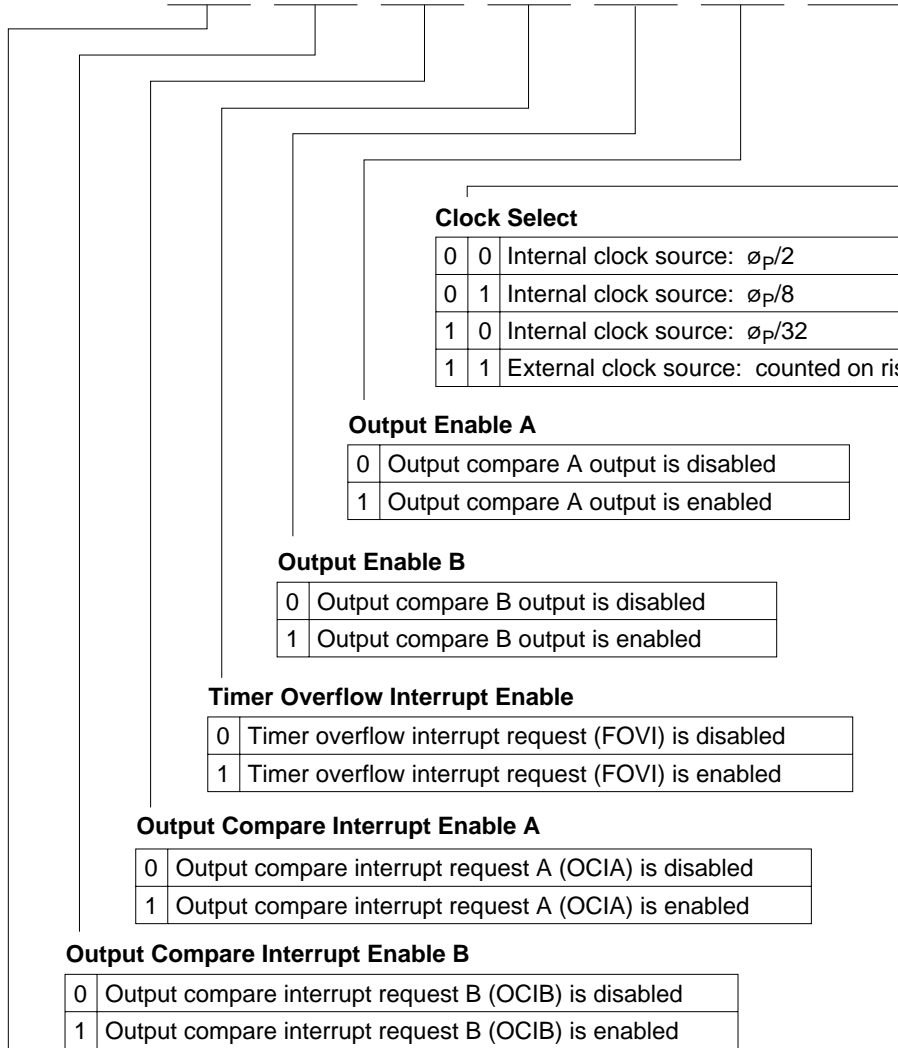 Clock Select
0 0 Internal clock source: øP/2
0 1 Internal clock source: øP/8
1 0 Internal clock source: øP/32
1 1 External clock source: counted on
Output Enable A
0 Output compare A output is disabled
1 Output compare A output is enabled
Output Enable B
0 Output compare B output is disabled
1 Output compare B output is enabled
Timer Overflow Interrupt Enable
0 Timer overflow interrupt request (FOVI) is disabled
1 Timer overflow interrupt request (FOVI) is enabled
Output Compare Interrupt Enable A
0 Output compare interrupt request A (OCIA) is disabled
1 Output compare interrupt request A (OCIA) is enabled
Output Compare Interrupt Enable B
0 Output compare interrupt request B (OCIB) is disabled
1 Output compare interrupt request B (OCIB) is enabled